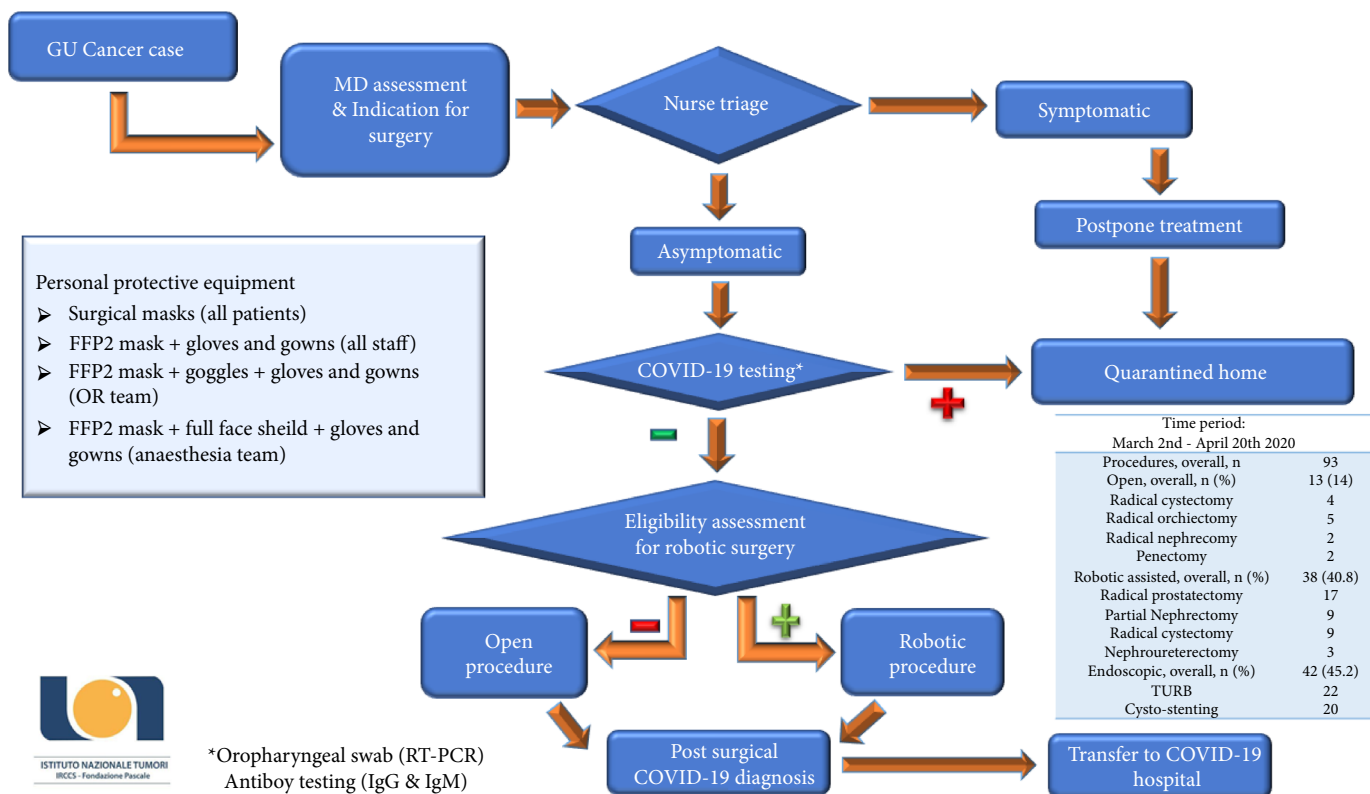 GU Cancer case
MD assessment
& Indication for
surgery
Nurse triage
Symptomatic
Postpone treatment
Asymptomatic
Personal protective equipment
➢ Surgical masks (all patients)
➢ FFP2 mask + gloves and gowns (all staff)
➢ FFP2 mask + goggles + gloves and gowns
(OR team)
➢ FFP2 mask + full face sheild + gloves and
gowns (anaesthesia team)
COVID-19 testing*
Quarantined home
Time period:
March 2nd - April 20th 2020
Procedures, overall, n 93
Open, overall, n (%) 13 (14)
Radical cystectomy 4
Radical orchiectomy 5
Radical nephrecomy 2
Penectomy 2
Robotic assisted, overall, n (%) 38 (40.8)
Radical prostatectomy 17
Partial Nephrectomy 9
Radical cystectomy 9
Nephroureterectomy 3
Endoscopic, overall, n (%) 42 (45.2)
TURB 22
Cysto-stenting 20
Eligibility assessment
for robotic surgery
Open
procedure
Robotic
procedure
Post surgical
COVID-19 diagnosis
Transfer to COVID-19
hospital
ISTITUTO NAZIONALE TUMORI
IRCCS - Fondazione Pascale
*Oropharyngeal swab (RT-PCR)
Antiboy testing (IgG & IgM)